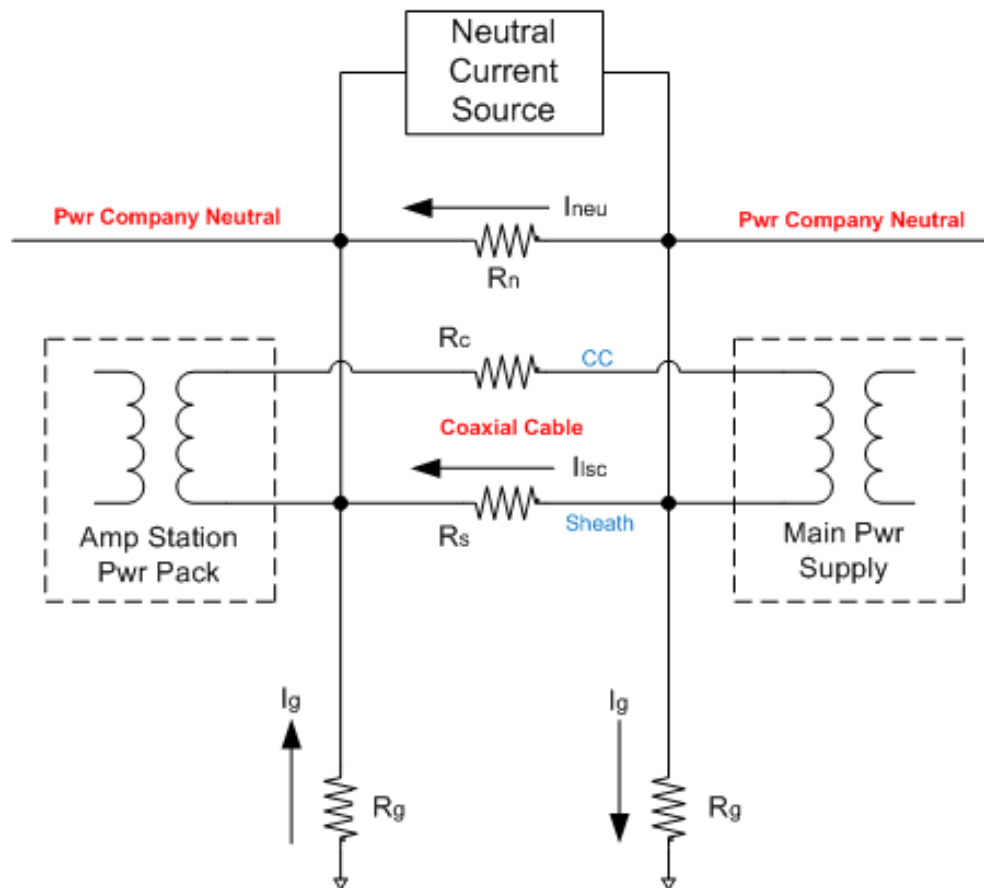 Neutral
Current
Source
Pwr Company Neutral
Ineu
Pwr Company Neutral
Rn
Rc
CC
Coaxial Cable
Ilsc
Rs
Sheath
Amp Station
Pwr Pack
Main Pwr
Supply
Ig
Ig
Rg
Rg